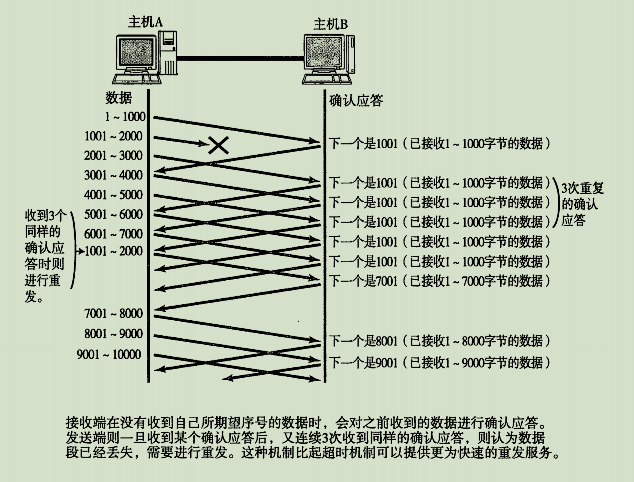 主机A
主机B
数据
确认应答
1～1000
1001～2000
下一个是1001（已接收1～1000字节的数据）
2001～3000
3001～4000
下一个是1001（已接收1～1000字节的数据）
4001～5000
下一个是1001（已接收1～1000字节的数据）
5001～6000
下一个是1001（已接收1～1000字节的数据）
3次重复
的确认
应答
6001～7000
下一个是1001（已接收1～1000字节的数据）
1001～2000
下一个是1001（已接收1～1000字节的数据）
收到3个
同样的
确认应
答时则
进行重
发。
下一个是7001（已接收1～7000字节的数据）
7001～8000
8001～9000
下一个是8001（已接收1～8000字节的数据）
9001～10000
下一个是9001（已接收1～9000字节的数据）
接收端在没有收到自己所期望序号的数据时，会对之前收到的数据进行确认应答。
发送端则一旦收到某个确认应答后，又连续3次收到同样的确认应答，则认为数据
段已经丢失，需要进行重发。这种机制比起超时机制可以提供更为快速的重发服务。